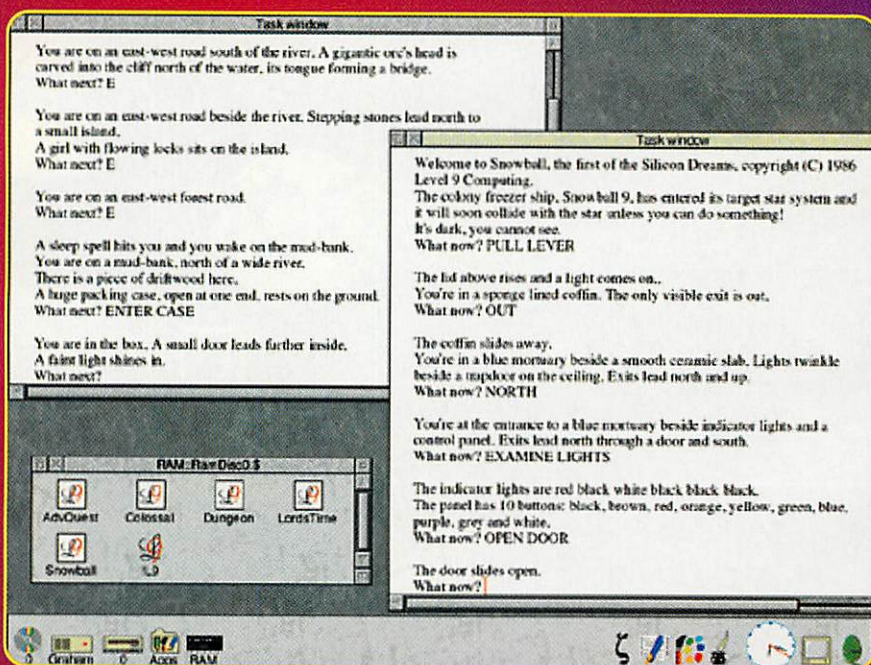 Task window
You are on an east-west road south of the river. A gigantic orc's head is
carved into the cliff north of the water, its tongue forming a bridge.
What next? E
You are on an east-west road beside the river. Stepping stones lead north to
a small island.
A girl with flowing locks sits on the island.
What next? E
You are on an east-west forest road.
What next? E
A sleep spell hits you and you wake on the mud-bank.
You are on a mud-bank, north of a wide river.
There is a piece of driftwood here.
A huge packing case, open at one end, rests on the ground.
What next? ENTER CASE
You are in the box. A small door leads further inside.
A faint light shines in.
What next?
Task window
Welcome to Snowball, the first of the Silicon Dreams, copyright (C) 1986
Level 9 Computing.
The colony freezer ship, Snowball 9, has entered its target star system and
it will soon collide with the star unless you can do something!
It's dark, you cannot see.
What now? PULL LEVER
The lid above rises and a light comes on..
You're in a sponge lined coffin. The only visible exit is out.
What now? OUT
The coffin slides away.
You're in a blue mortuary beside a smooth ceramic slab. Lights twinkle
beside a trapdoor on the ceiling. Exits lead north and up.
What now? NORTH
You're at the entrance to a blue mortuary beside indicator lights and a
control panel. Exits lead north through a door and south.
What now? EXAMINE LIGHTS
The indicator lights are red black white black black black.
The panel has 10 buttons: black, brown, red, orange, yellow, green, blue,
purple, grey and white.
What now? OPEN DOOR
The door slides open.
What now?
RAM::RamDisc0.$
AdvQuest Colossal Dungeon LordsTime
Snowball L9
0 Graham 0 Apps RAM